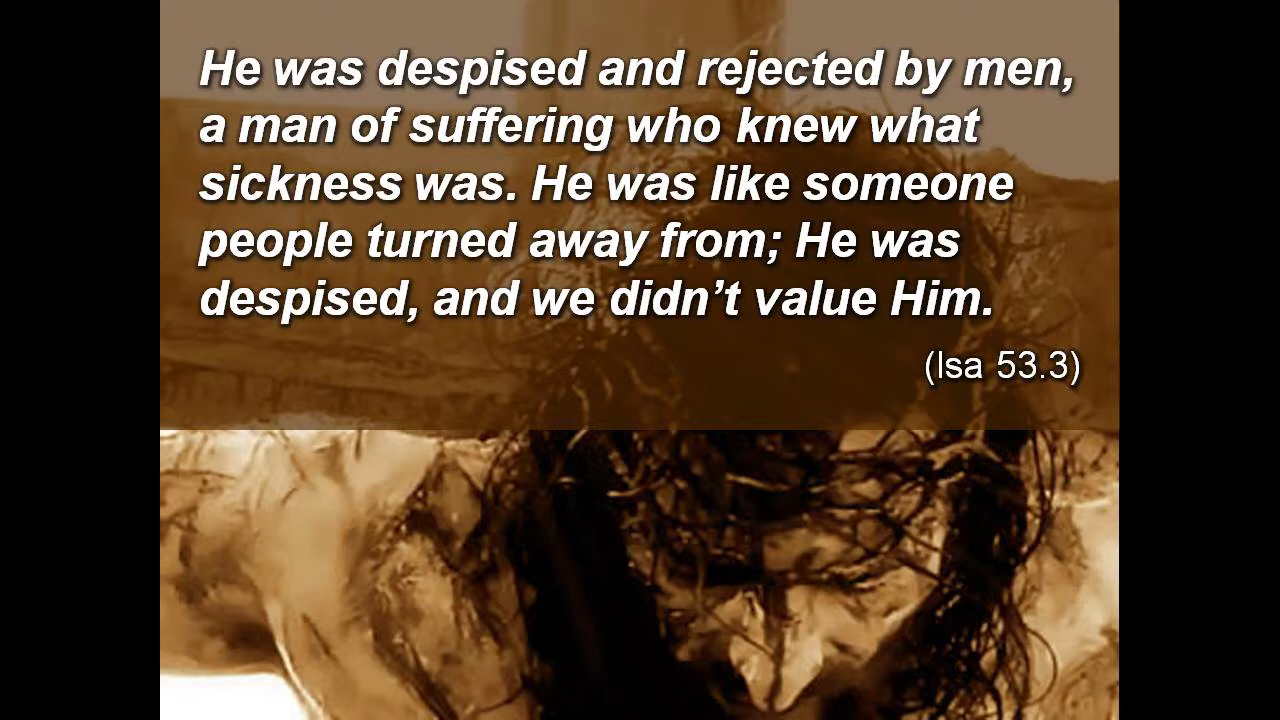 He was despised and rejected by men,
a man of suffering who knew what
sickness was. He was like someone
people turned away from; He was
despised, and we didn’t value Him.
(Isa 53.3)